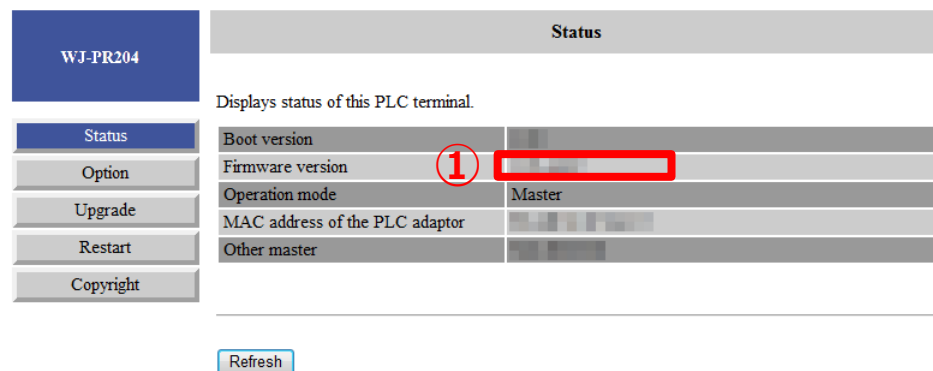 Status
WJ-PR204
Displays status of this PLC terminal.
Status
Option
Upgrade
Restart
Copyright
Boot version
Firmware version ①
Operation mode Master
MAC address of the PLC adaptor
Other master
Refresh